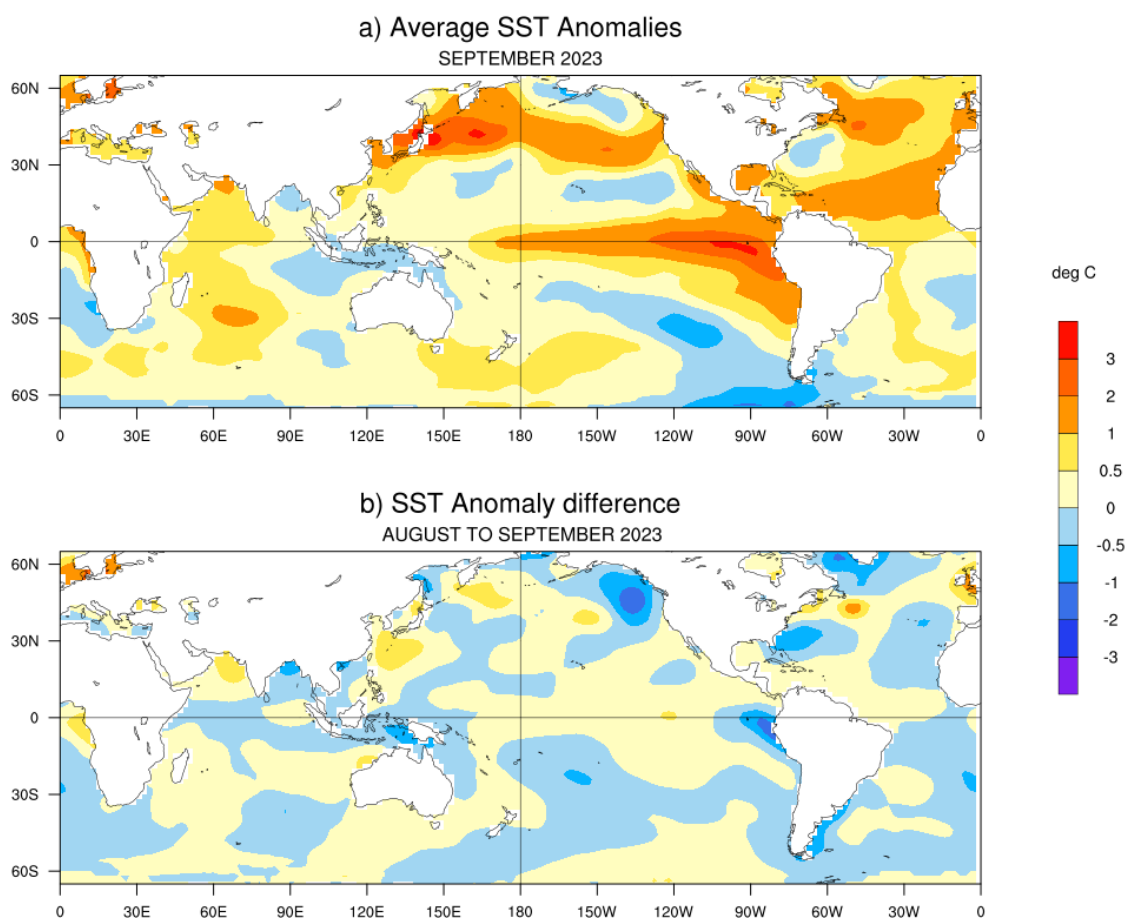 a) Average SST Anomalies
SEPTEMBER 2023
60N
30N
0
30S
60S
0 30E 60E 90E 120E 150E 180 150W 120W 90W 60W 30W 0
deg C
3
2
1
0.5
0
-0.5
-1
-2
-3
b) SST Anomaly difference
AUGUST TO SEPTEMBER 2023
60N
30N
0
30S
60S
0 30E 60E 90E 120E 150E 180 150W 120W 90W 60W 30W 0